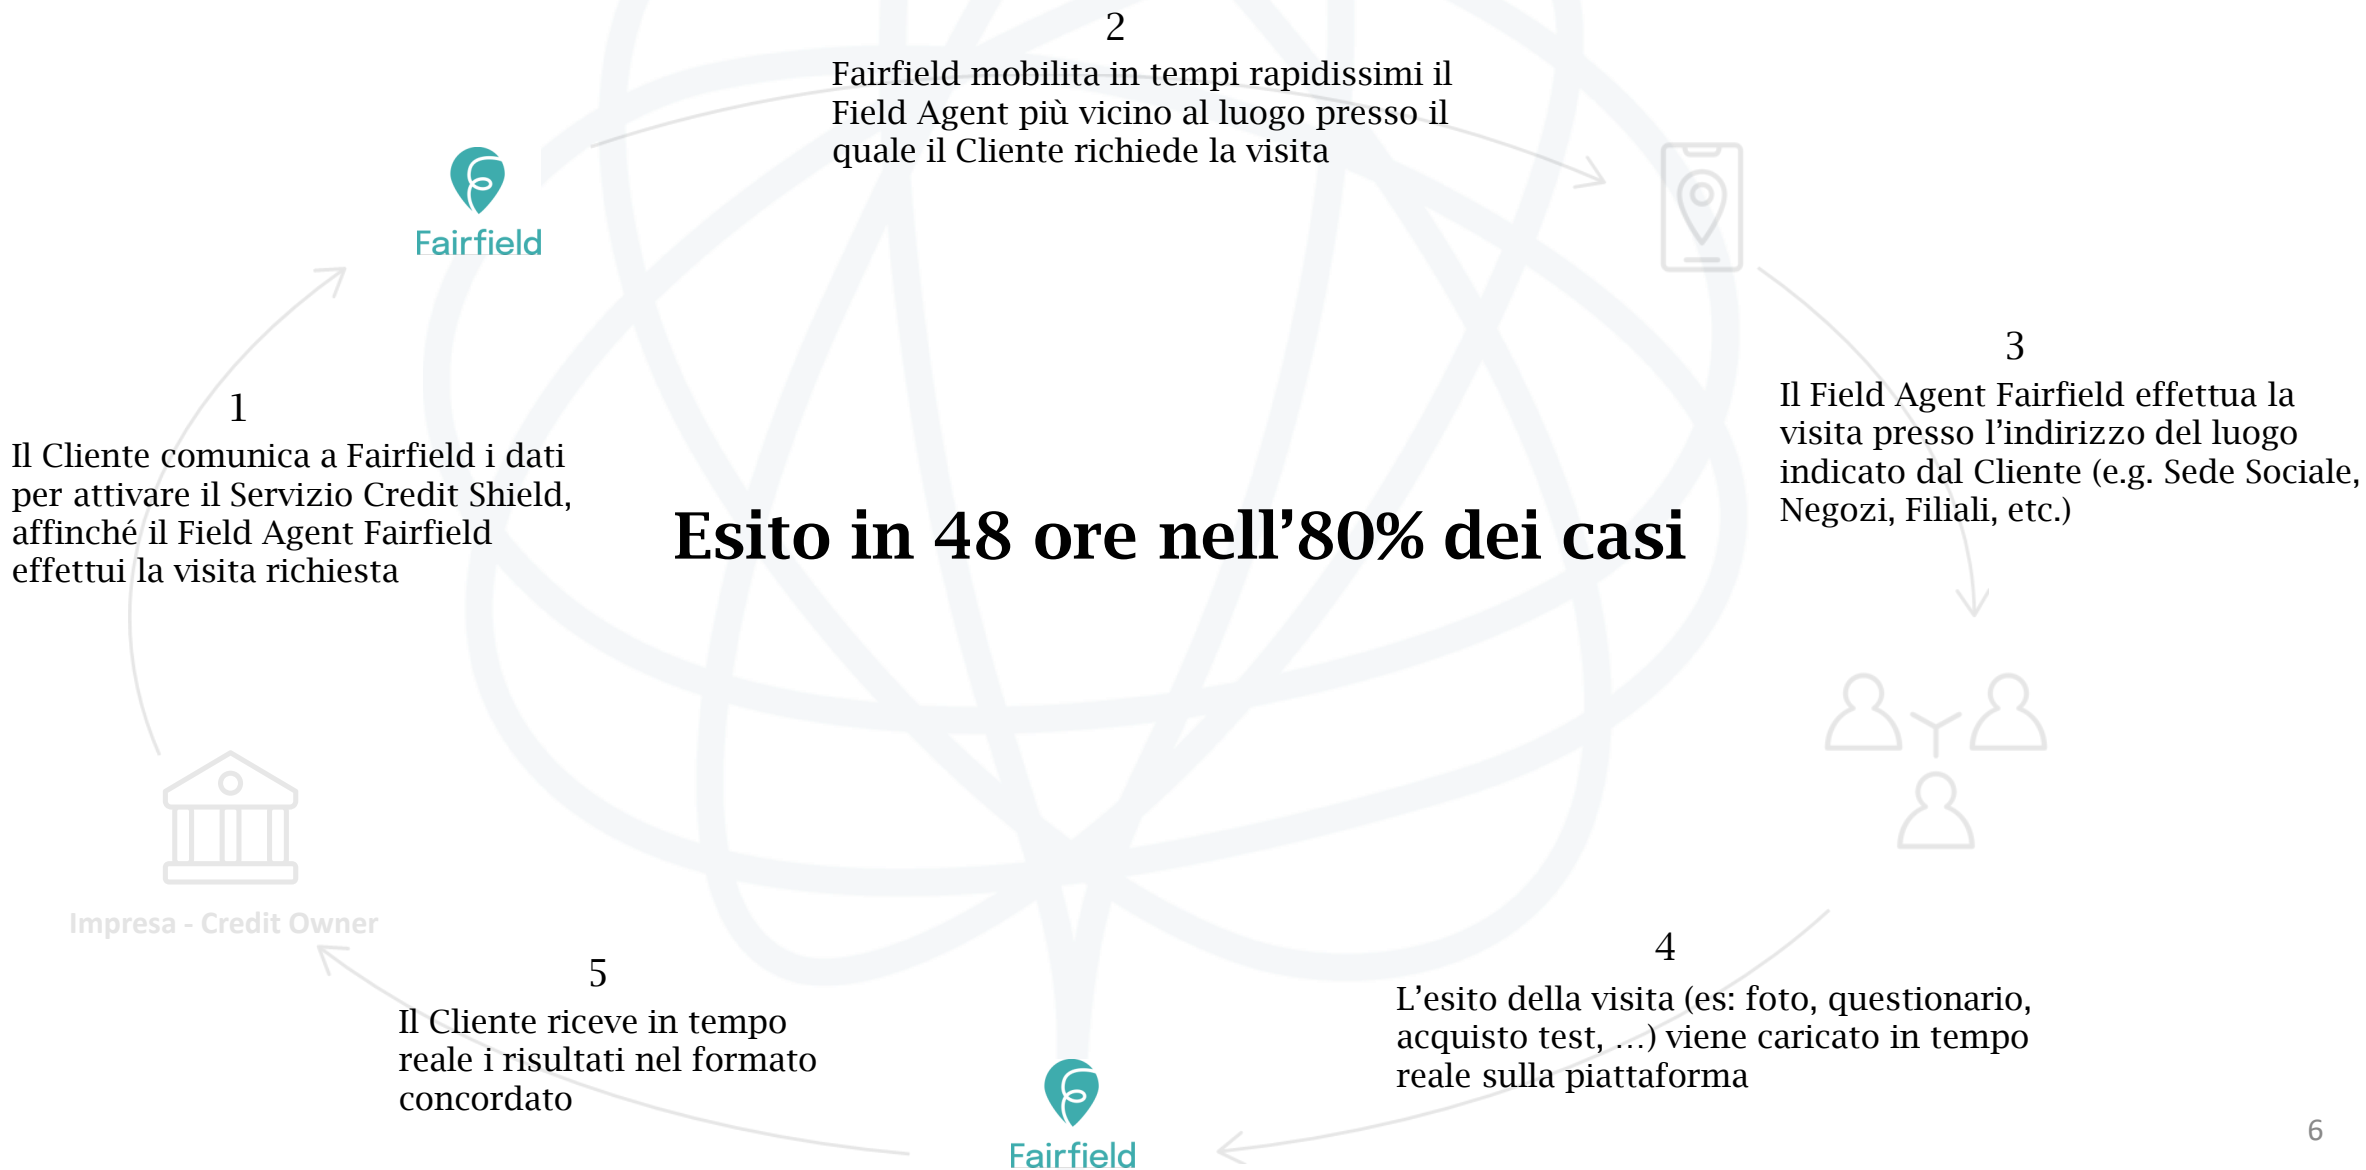 2
Fairfield mobilita in tempi rapidissimi il
Field Agent più vicino al luogo presso il
quale il Cliente richiede la visita
Fairfield
3
Il Field Agent Fairfield effettua la
visita presso l’indirizzo del luogo
indicato dal Cliente (e.g. Sede Sociale,
Negozi, Filiali, etc.)
1
Il Cliente comunica a Fairfield i dati
per attivare il Servizio Credit Shield,
affinché il Field Agent Fairfield
effettui la visita richiesta
Esito in 48 ore nell’80% dei casi
Impresa - Credit Owner
4
L’esito della visita (es: foto, questionario,
acquisto test, …) viene caricato in tempo
reale sulla piattaforma
5
Il Cliente riceve in tempo
reale i risultati nel formato
concordato
Fairfield
6